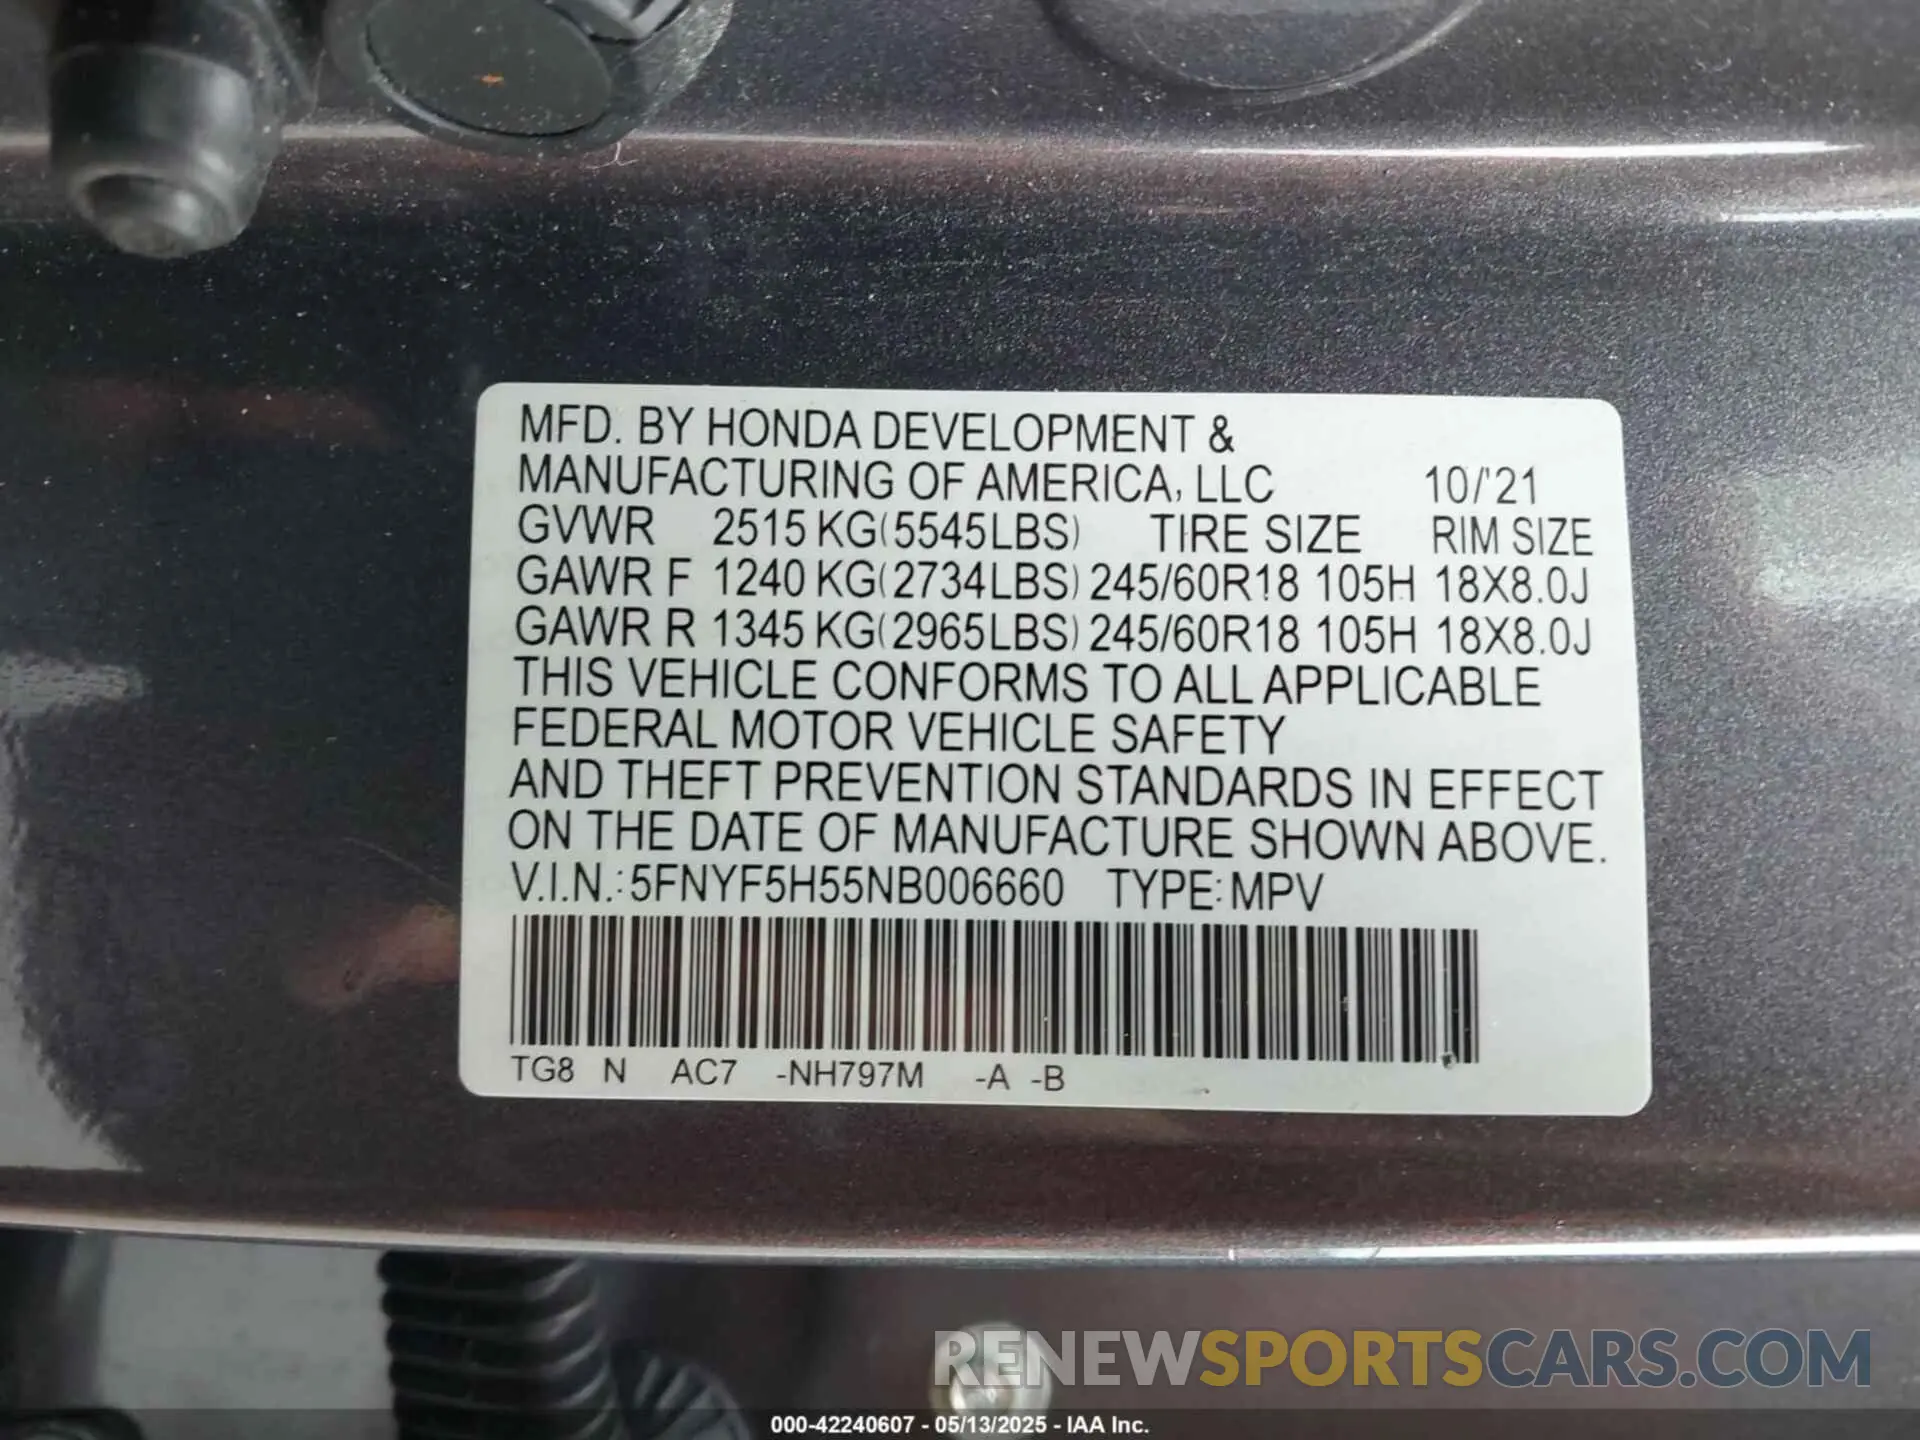 MFD. BY HONDA DEVELOPMENT &
MANUFACTURING OF AMERICA, LLC 10/'21
GVWR 2515 KG(5545LBS) TIRE SIZE RIM SIZE
GAWR F 1240 KG(2734LBS) 245/60R18 105H 18X8.0J
GAWR R 1345 KG(2965LBS) 245/60R18 105H 18X8.0J
THIS VEHICLE CONFORMS TO ALL APPLICABLE
FEDERAL MOTOR VEHICLE SAFETY
AND THEFT PREVENTION STANDARDS IN EFFECT
ON THE DATE OF MANUFACTURE SHOWN ABOVE.
V.I.N.: 5FNYF5H55NB006660 TYPE: MPV
TG8 N AC7 -NH797M -A -B
RENEWSPORTSCARS.COM
000-42240607 - 05/13/2025 - IAA Inc.